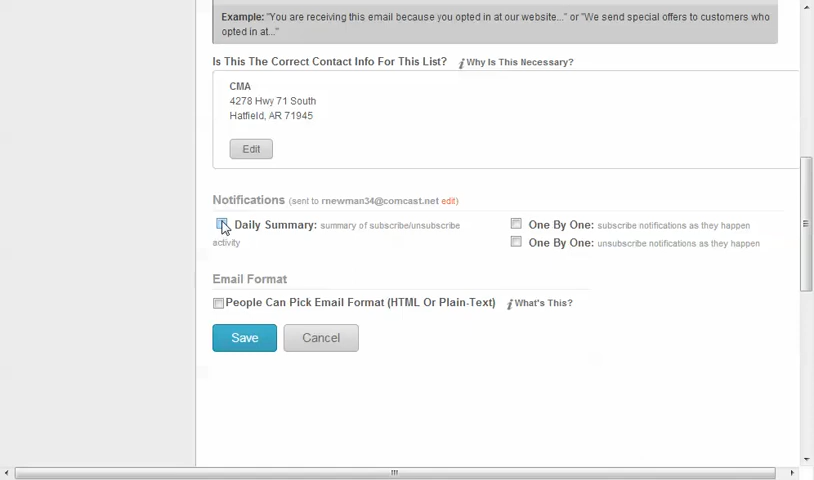 Example: "You are receiving this email because you opted in at our website..." or "We send special offers to customers who
opted in at..."
Is This The Correct Contact Info For This List? i Why Is This Necessary?
CMA
4278 Hwy 71 South
Hatfield, AR 71945
Edit
Notifications (sent to rnewman34@comcast.net edit)
Daily Summary: summary of subscribe/unsubscribe
activity
One By One: subscribe notifications as they happen
One By One: unsubscribe notifications as they happen
Email Format
People Can Pick Email Format (HTML Or Plain-Text) i What's This?
Save Cancel